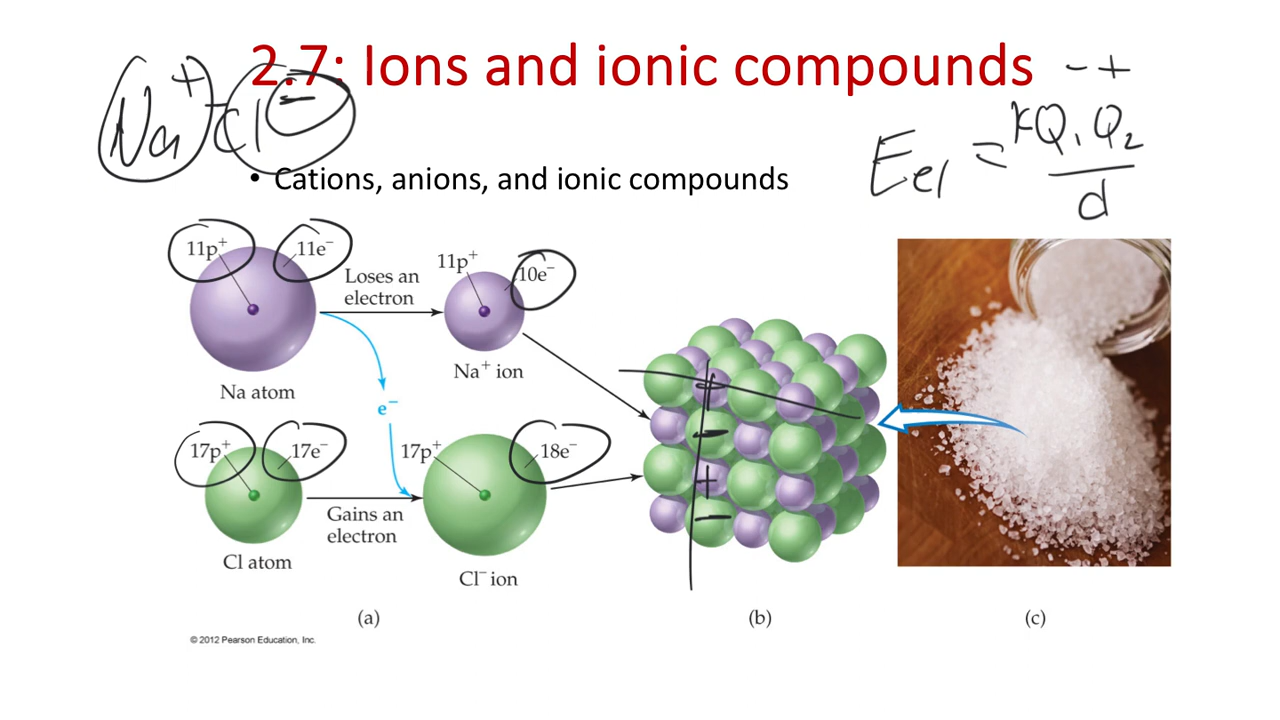 2.7: Ions and ionic compounds
Na⁺ Cl⁻
− +
E_el = kQ₁Q₂/d
• Cations, anions, and ionic compounds
11p⁺
11e⁻
Loses an
electron
11p⁺
10e⁻
Na atom
Na⁺ ion
e⁻
17p⁺
17e⁻
17p⁺
18e⁻
Gains an
electron
Cl atom
Cl⁻ ion
+
−
+
−
(a)
(b)
(c)
© 2012 Pearson Education, Inc.